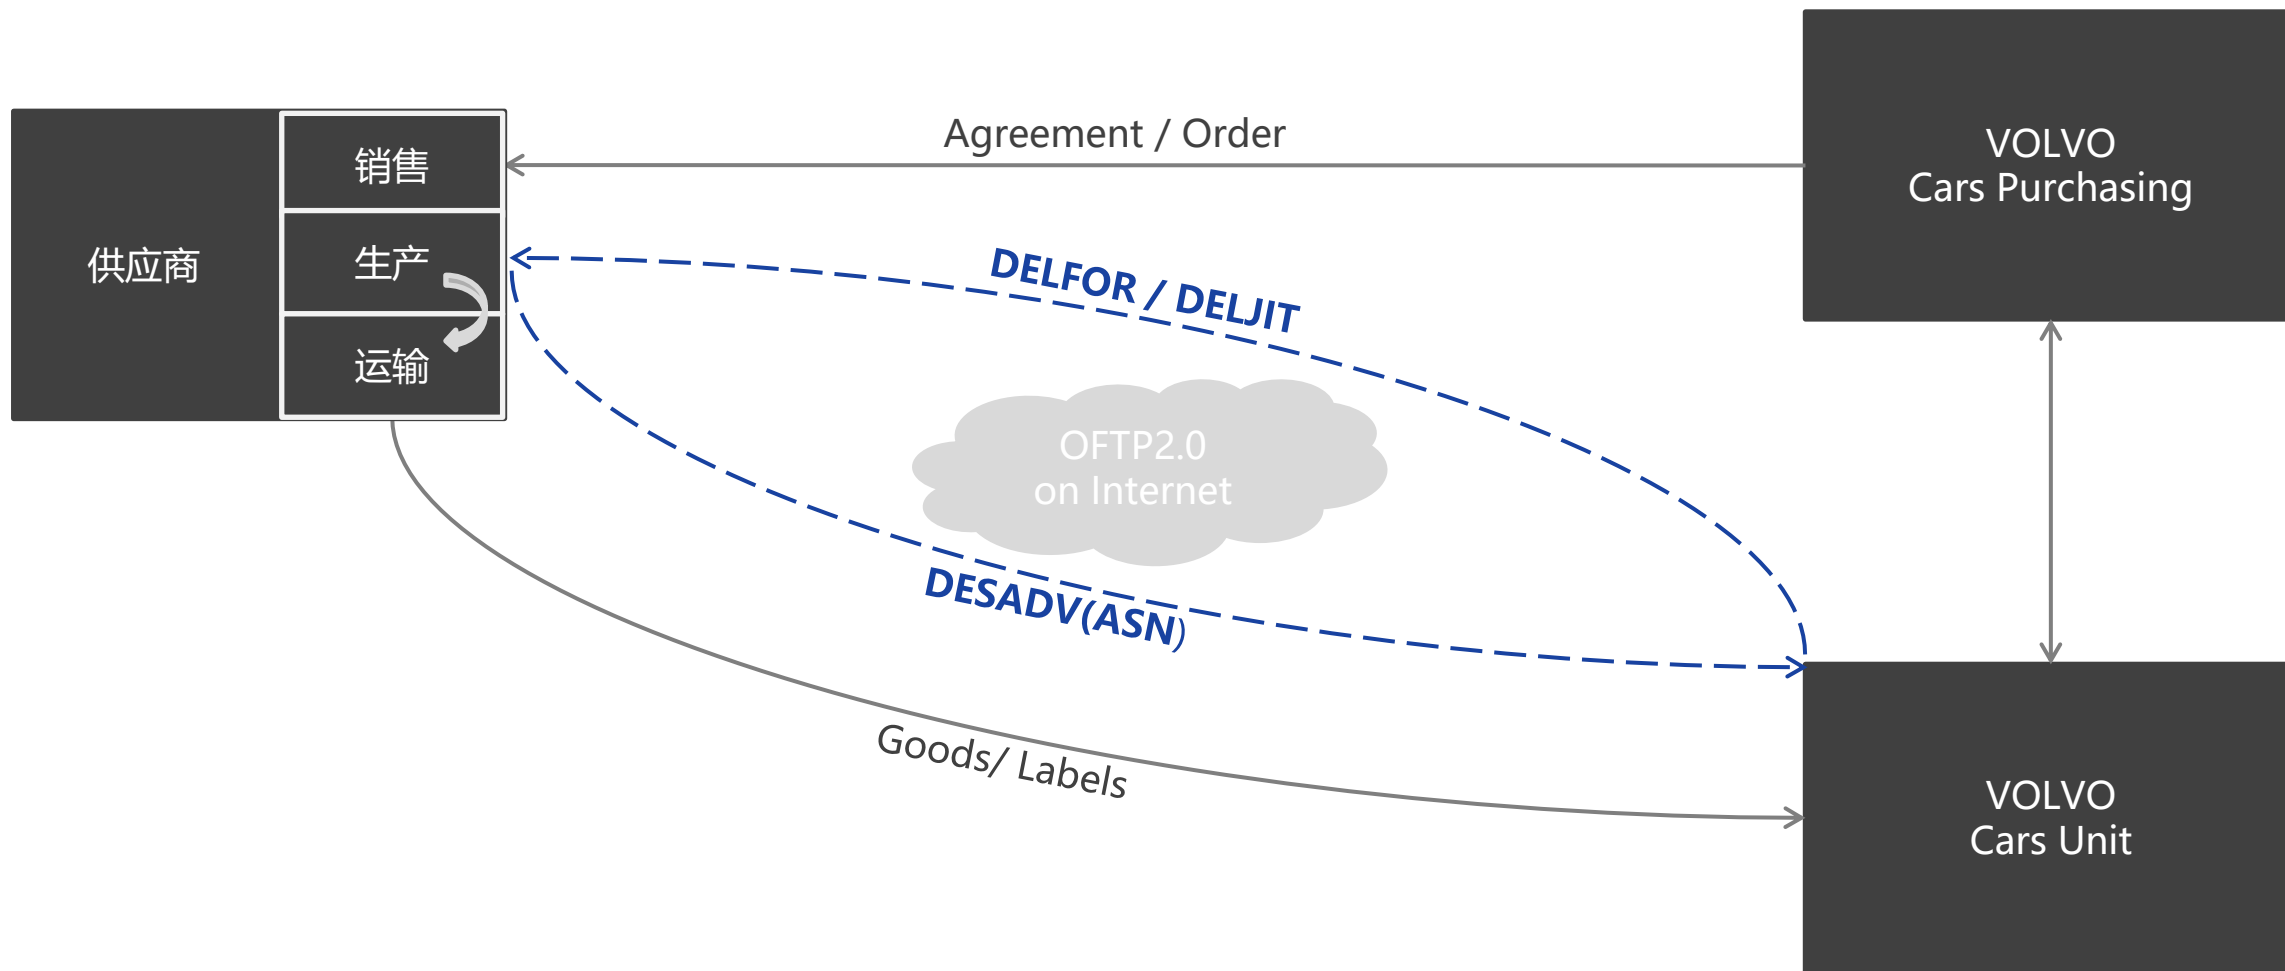 VOLVO
Cars Purchasing
Agreement / Order
供应商
销售
生产
运输
DELFOR / DELJIT
OFTP2.0
on Internet
DESADV(ASN)
Goods/ Labels
VOLVO
Cars Unit